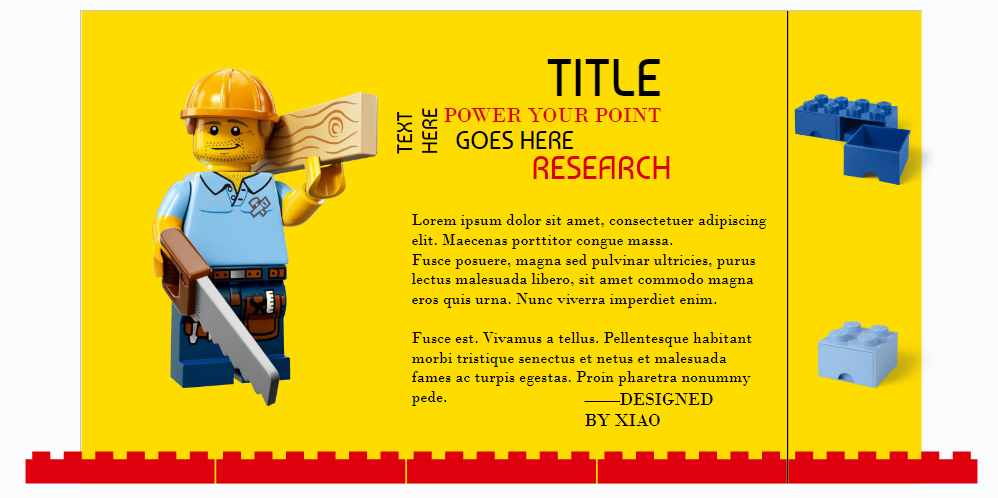 TITLE
TEXT
HERE
POWER YOUR POINT
GOES HERE
RESEARCH
Lorem ipsum dolor sit amet, consectetuer adipiscing
elit. Maecenas porttitor congue massa.
Fusce posuere, magna sed pulvinar ultricies, purus
lectus malesuada libero, sit amet commodo magna
eros quis urna. Nunc viverra imperdiet enim.
Fusce est. Vivamus a tellus. Pellentesque habitant
morbi tristique senectus et netus et malesuada
fames ac turpis egestas. Proin pharetra nonummy
pede.
——DESIGNED
BY XIAO